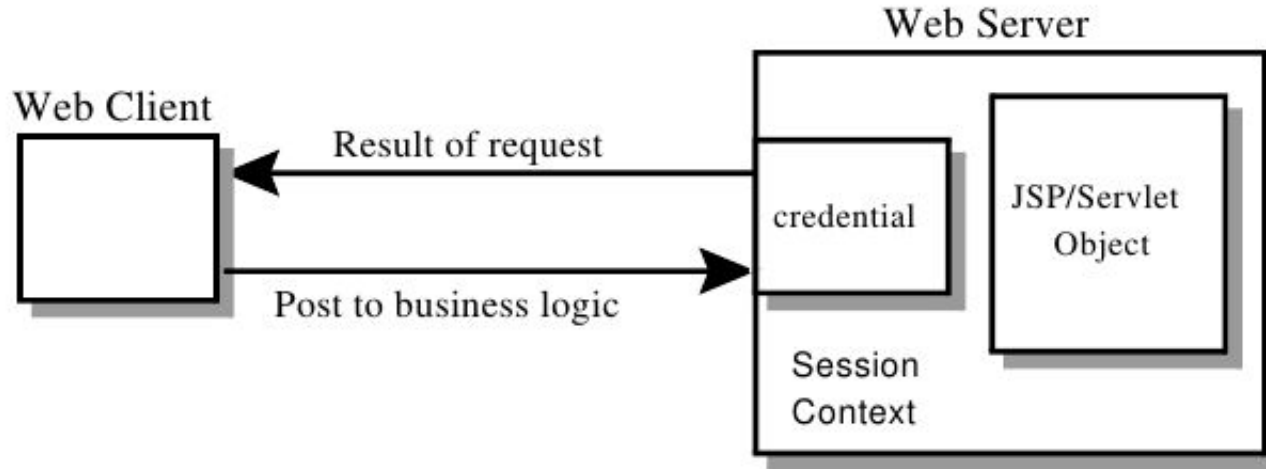 Web Server
Web Client
Result of request
JSP/Servlet
Object
credential
Post to business logic
Session
Context